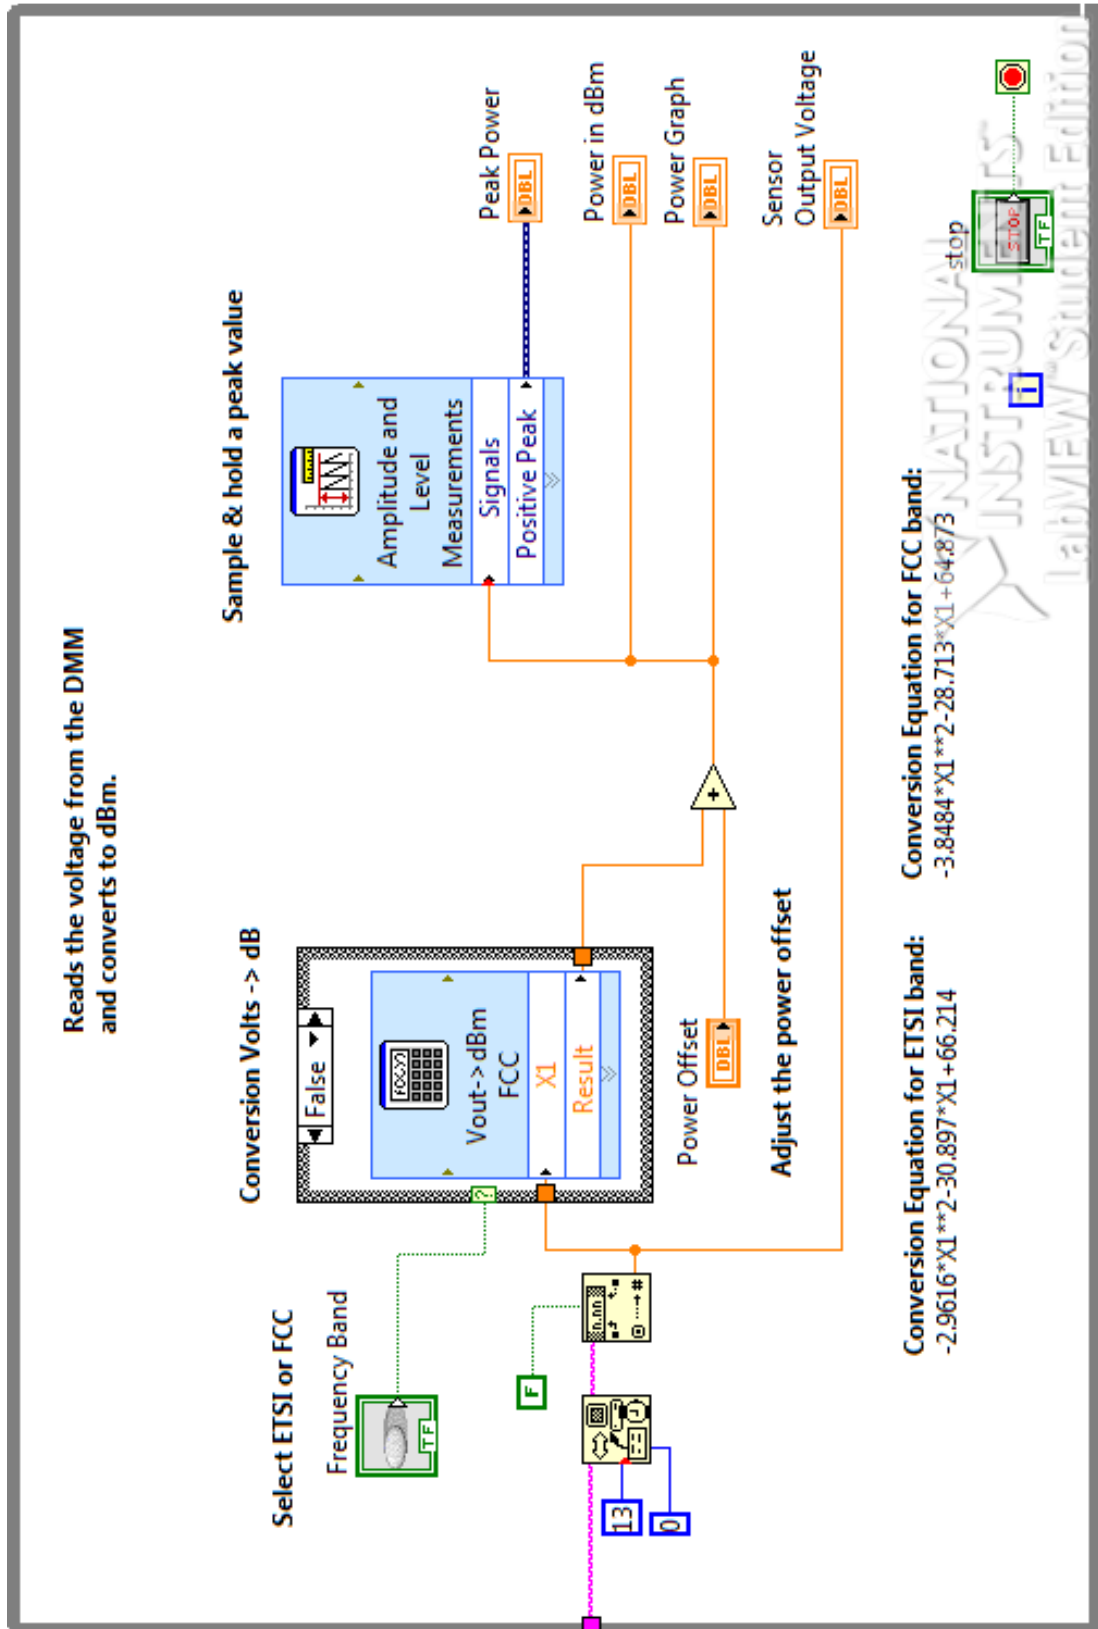 Reads the voltage from the DMM
and converts to dBm.
Select ETSI or FCC
Frequency Band
TF
Conversion Volts -> dB
False
Vout->dBm
FCC
X1
Result
?
Sample & hold a peak value
Amplitude and
Level
Measurements
Signals
Positive Peak
Peak Power
DBL
Power in dBm
DBL
Power Graph
DBL
Sensor
Output Voltage
DBL
F
n.nn
#
13
0
Power Offset
DBL
Adjust the power offset
+
Conversion Equation for ETSI band:
-2.9616*X1**2-30.897*X1+66.214
Conversion Equation for FCC band:
-3.8484*X1**2-28.713*X1+64.873
i
stop
STOP
TF
NATIONAL
INSTRUMENTS™
LabVIEW™ Student Edition